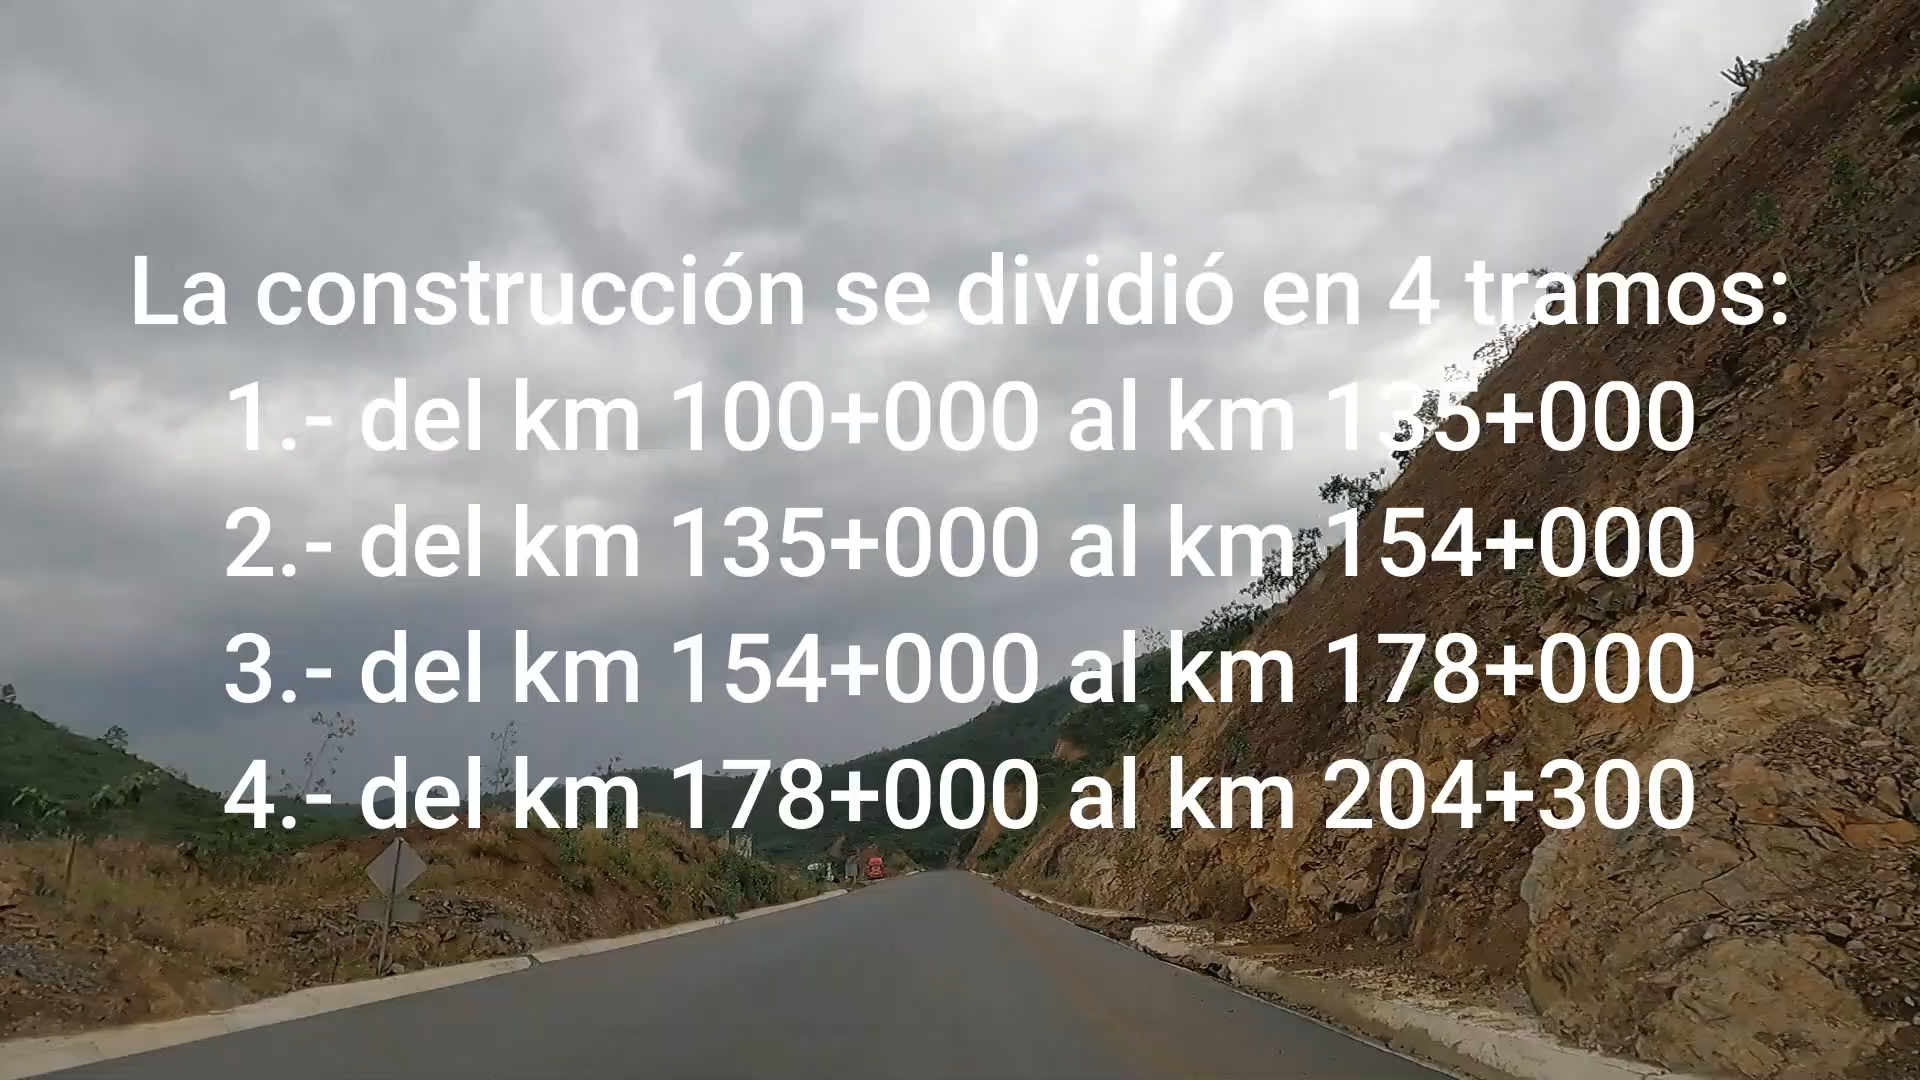 La construcción se dividió en 4 tramos:
1.- del km 100+000 al km 135+000
2.- del km 135+000 al km 154+000
3.- del km 154+000 al km 178+000
4.- del km 178+000 al km 204+300